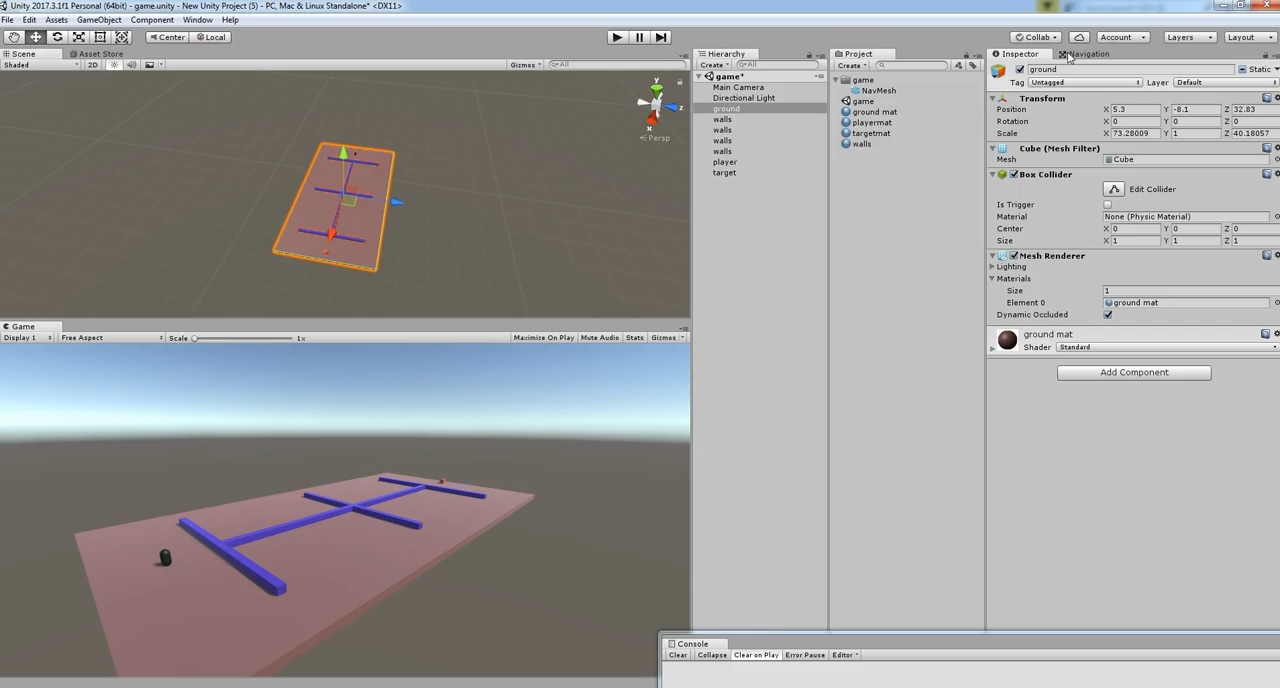 Unity 2017.3.1f1 Personal (64bit) - game.unity - New Unity Project (5) - PC, Mac & Linux Standalone* <DX11>
File Edit Assets GameObject Component Window Help
Center Local Collab Account Layers Layout
Scene Asset Store
Shaded 2D Gizmos All
y
z
x
Persp
Game
Display 1 Free Aspect Scale 1x Maximize On Play Mute Audio Stats Gizmos
Hierarchy
Create All
game*
Main Camera
Directional Light
ground
walls
walls
walls
walls
player
target
Project
Create
game
NavMesh
game
ground mat
playermat
targetmat
walls
Inspector Navigation
ground Static
Tag Untagged Layer Default
Transform
Position X 5.3 Y -8.1 Z 32.83
Rotation X 0 Y 0 Z 0
Scale X 73.28009 Y 1 Z 40.18057
Cube (Mesh Filter)
Mesh Cube
Box Collider
Edit Collider
Is Trigger
Material None (Physic Material)
Center X 0 Y 0 Z 0
Size X 1 Y 1 Z 1
Mesh Renderer
Lighting
Materials
Size 1
Element 0 ground mat
Dynamic Occluded
ground mat
Shader Standard
Add Component
Console
Clear Collapse Clear on Play Error Pause Editor